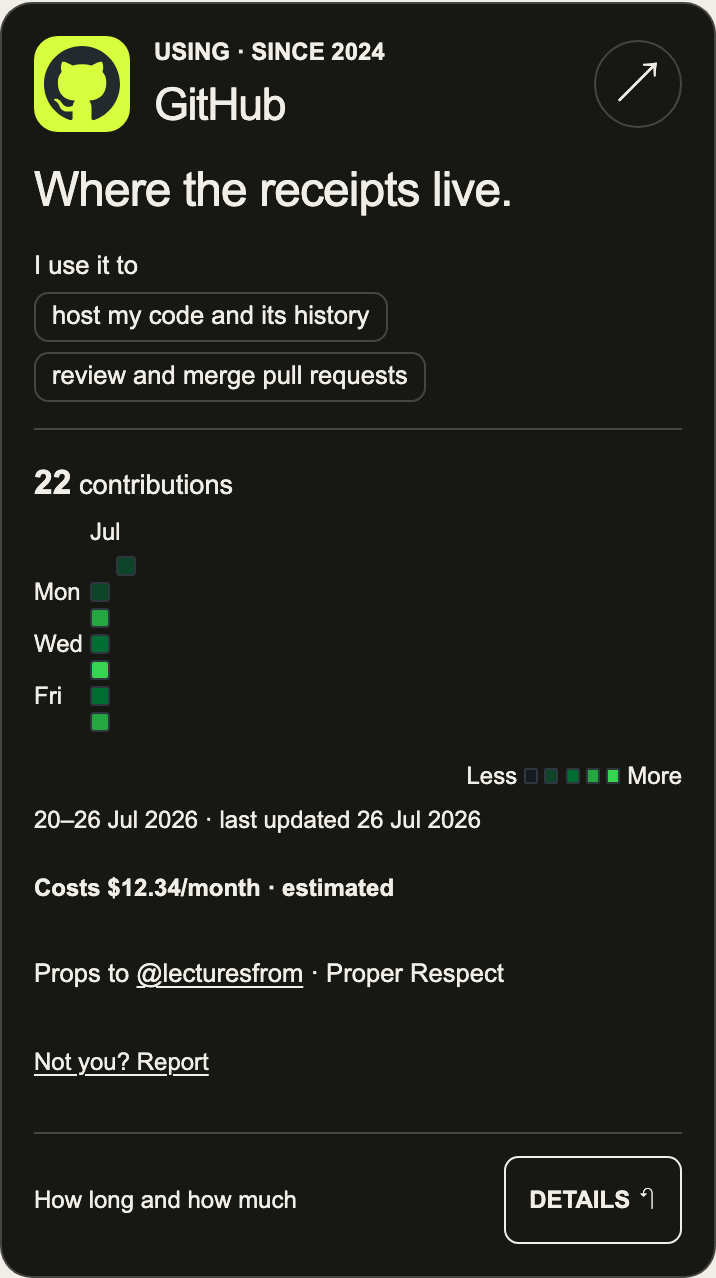 USING · SINCE 2024
GitHub
Where the receipts live.
I use it to
host my code and its history
review and merge pull requests
22 contributions
Jul
Mon
Wed
Fri
Less More
20–26 Jul 2026 · last updated 26 Jul 2026
Costs $12.34/month · estimated
Props to @lecturesfrom · Proper Respect
Not you? Report
How long and how much
DETAILS